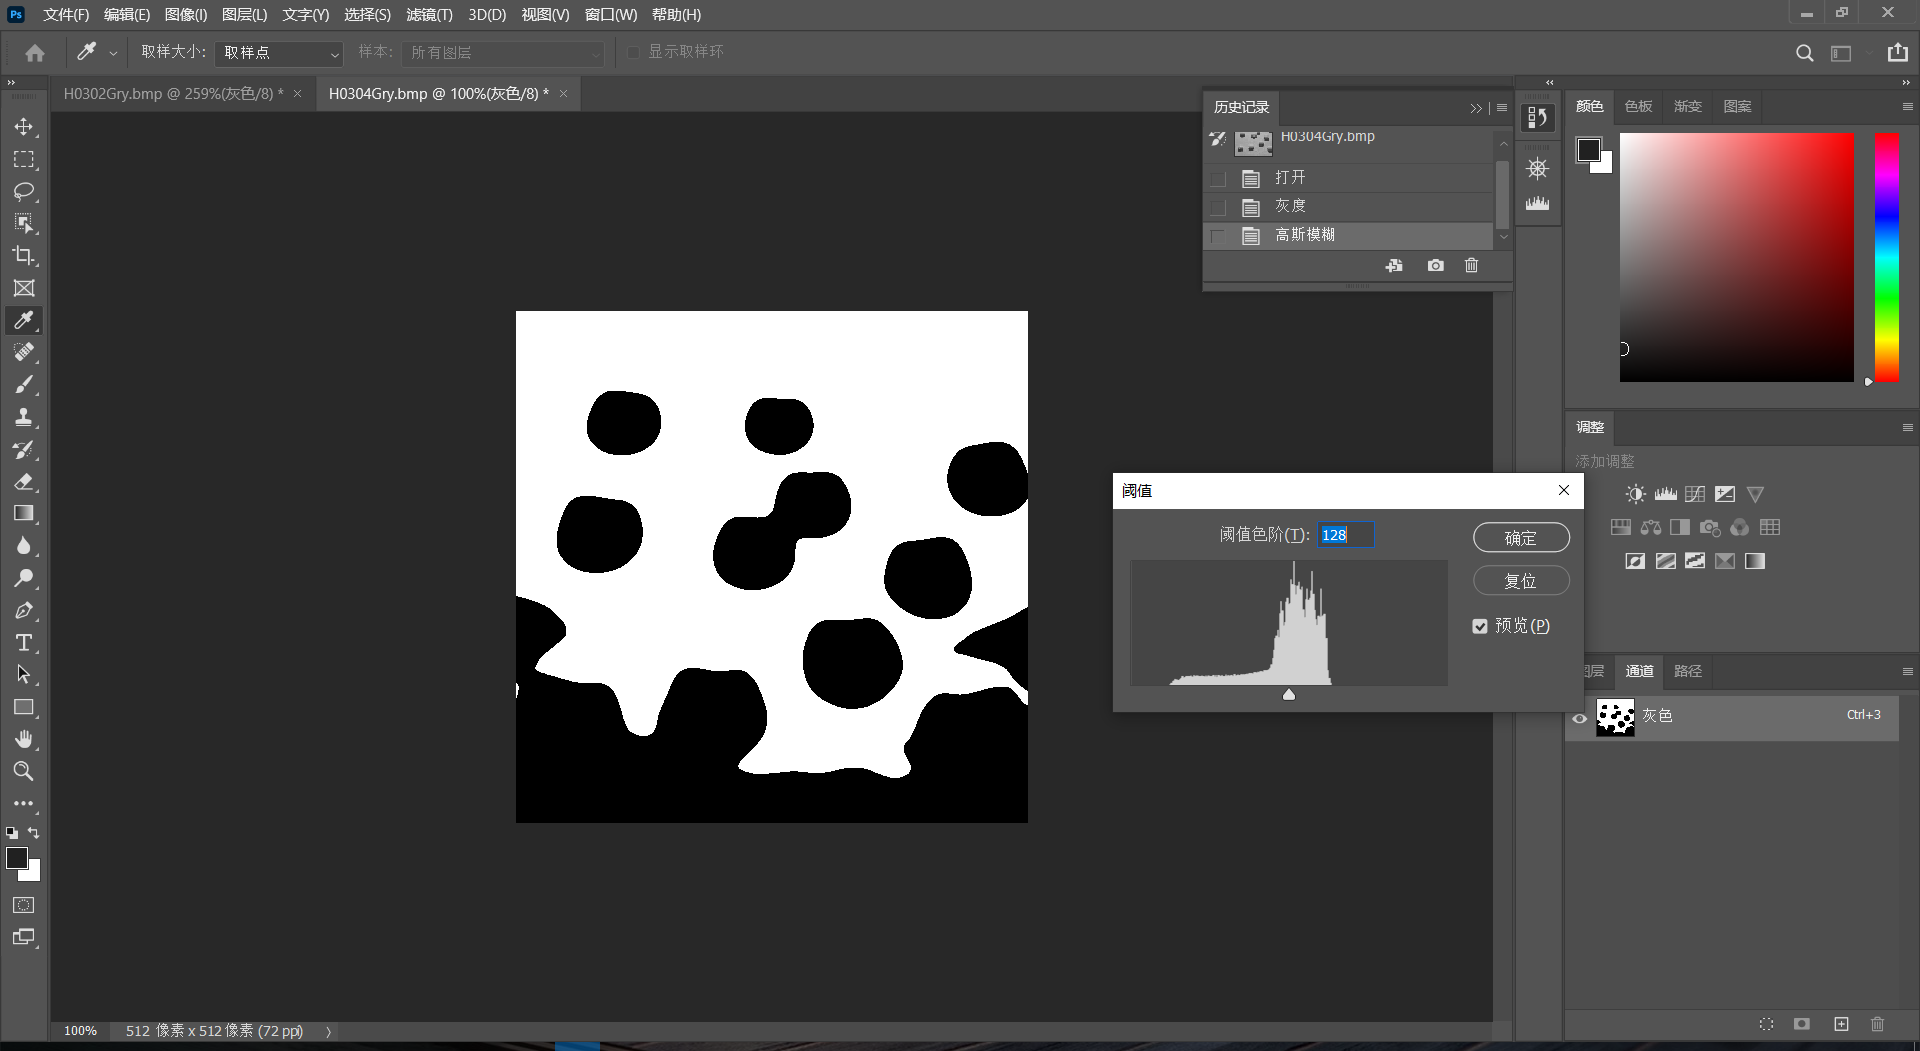 Ps 文件(F) 编辑(E) 图像(I) 图层(L) 文字(Y) 选择(S) 滤镜(T) 3D(D) 视图(V) 窗口(W) 帮助(H)
取样大小: 取样点 样本: 所有图层 显示取样环
H0302Gry.bmp @ 259%(灰色/8) * × H0304Gry.bmp @ 100%(灰色/8) * ×
历史记录
H0304Gry.bmp
打开
灰度
高斯模糊
颜色 色板 渐变 图案
调整
添加调整
阈值
阈值色阶(T): 128
确定
复位
预览(P)
图层 通道 路径
灰色 Ctrl+3
100% 512 像素 x 512 像素 (72 ppi)